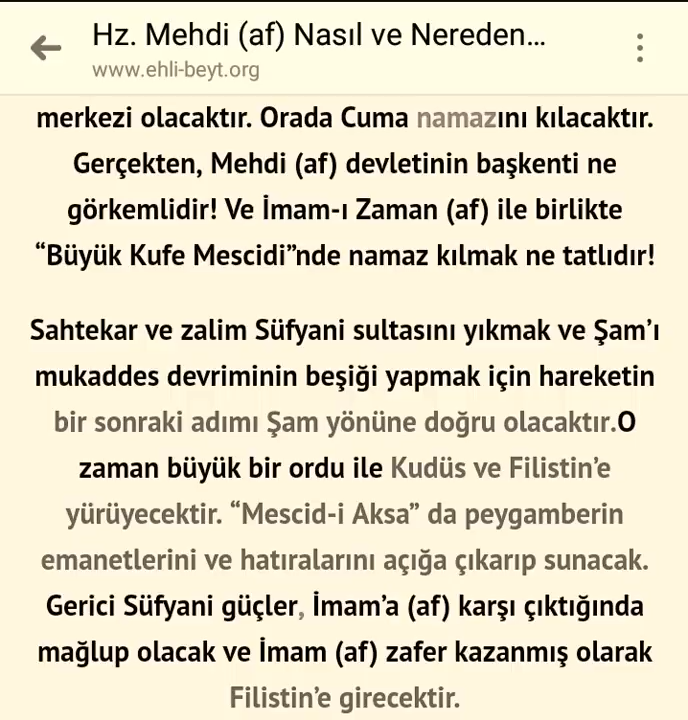 Hz. Mehdi (af) Nasıl ve Nereden...
www.ehli-beyt.org
merkezi olacaktır. Orada Cuma namazını kılacaktır.
Gerçekten, Mehdi (af) devletinin başkenti ne
görkemlidir! Ve İmam-ı Zaman (af) ile birlikte
“Büyük Kufe Mescidi”nde namaz kılmak ne tatlıdır!
Sahtekar ve zalim Süfyani sultasını yıkmak ve Şam’ı
mukaddes devriminin beşiği yapmak için hareketin
bir sonraki adımı Şam yönüne doğru olacaktır.O
zaman büyük bir ordu ile Kudüs ve Filistin’e
yürüyecektir. “Mescid-i Aksa” da peygamberin
emanetlerini ve hatıralarını açığa çıkarıp sunacak.
Gerici Süfyani güçler, İmam’a (af) karşı çıktığında
mağlup olacak ve İmam (af) zafer kazanmış olarak
Filistin’e girecektir.